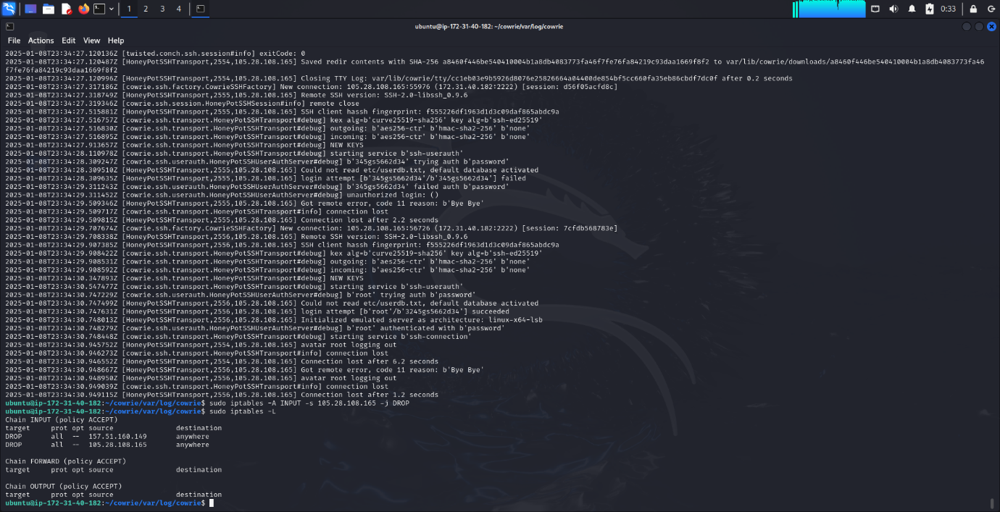 1 2 3 4
0:33
ubuntu@ip-172-31-40-182: ~/cowrie/var/log/cowrie
File Actions Edit View Help
2025-01-08T23:34:27.120136Z [twisted.conch.ssh.session#info] exitCode: 0
2025-01-08T23:34:27.120487Z [HoneyPotSSHTransport,2554,105.28.108.165] Saved redir contents with SHA-256 a8460f446be540410004b1a8db4083773fa46f7fe76fa84219c93daa1669f8f2 to var/lib/cowrie/downloads/a8460f446be540410004b1a8db4083773fa46
f7fe76fa84219c93daa1669f8f2
2025-01-08T23:34:27.120996Z [HoneyPotSSHTransport,2554,105.28.108.165] Closing TTY Log: var/lib/cowrie/tty/cc1eb03e9b5926d8076e25826664a04400de854bf5cc660fa35eb86cbdf7dc0f after 0.2 seconds
2025-01-08T23:34:27.317186Z [cowrie.ssh.factory.CowrieSSHFactory] New connection: 105.28.108.165:55976 (172.31.40.182:2222) [session: d56f05acfd8c]
2025-01-08T23:34:27.318749Z [HoneyPotSSHTransport,2555,105.28.108.165] Remote SSH version: SSH-2.0-libssh_0.9.6
2025-01-08T23:34:27.319346Z [cowrie.ssh.session.HoneyPotSSHSession#info] remote close
2025-01-08T23:34:27.515881Z [HoneyPotSSHTransport,2555,105.28.108.165] SSH client hassh fingerprint: f555226df1963d1d3c09daf865abdc9a
2025-01-08T23:34:27.516757Z [cowrie.ssh.transport.HoneyPotSSHTransport#debug] kex alg=b'curve25519-sha256' key alg=b'ssh-ed25519'
2025-01-08T23:34:27.516830Z [cowrie.ssh.transport.HoneyPotSSHTransport#debug] outgoing: b'aes256-ctr' b'hmac-sha2-256' b'none'
2025-01-08T23:34:27.516895Z [cowrie.ssh.transport.HoneyPotSSHTransport#debug] incoming: b'aes256-ctr' b'hmac-sha2-256' b'none'
2025-01-08T23:34:27.913657Z [cowrie.ssh.transport.HoneyPotSSHTransport#debug] NEW KEYS
2025-01-08T23:34:28.110978Z [cowrie.ssh.transport.HoneyPotSSHTransport#debug] starting service b'ssh-userauth'
2025-01-08T23:34:28.309247Z [cowrie.ssh.userauth.HoneyPotSSHUserAuthServer#debug] b'345gs5662d34' trying auth b'password'
2025-01-08T23:34:28.309510Z [HoneyPotSSHTransport,2555,105.28.108.165] Could not read etc/userdb.txt, default database activated
2025-01-08T23:34:28.309635Z [HoneyPotSSHTransport,2555,105.28.108.165] login attempt [b'345gs5662d34'/b'345gs5662d34'] failed
2025-01-08T23:34:29.311243Z [cowrie.ssh.userauth.HoneyPotSSHUserAuthServer#debug] b'345gs5662d34' failed auth b'password'
2025-01-08T23:34:29.311452Z [cowrie.ssh.userauth.HoneyPotSSHUserAuthServer#debug] unauthorized login: ()
2025-01-08T23:34:29.509346Z [HoneyPotSSHTransport,2555,105.28.108.165] Got remote error, code 11 reason: b'Bye Bye'
2025-01-08T23:34:29.509717Z [cowrie.ssh.transport.HoneyPotSSHTransport#info] connection lost
2025-01-08T23:34:29.509815Z [HoneyPotSSHTransport,2555,105.28.108.165] Connection lost after 2.2 seconds
2025-01-08T23:34:29.707674Z [cowrie.ssh.factory.CowrieSSHFactory] New connection: 105.28.108.165:56726 (172.31.40.182:2222) [session: 7cfdb568783e]
2025-01-08T23:34:29.708338Z [HoneyPotSSHTransport,2556,105.28.108.165] Remote SSH version: SSH-2.0-libssh_0.9.6
2025-01-08T23:34:29.907385Z [HoneyPotSSHTransport,2556,105.28.108.165] SSH client hassh fingerprint: f555226df1963d1d3c09daf865abdc9a
2025-01-08T23:34:29.908422Z [cowrie.ssh.transport.HoneyPotSSHTransport#debug] kex alg=b'curve25519-sha256' key alg=b'ssh-ed25519'
2025-01-08T23:34:29.908531Z [cowrie.ssh.transport.HoneyPotSSHTransport#debug] outgoing: b'aes256-ctr' b'hmac-sha2-256' b'none'
2025-01-08T23:34:29.908592Z [cowrie.ssh.transport.HoneyPotSSHTransport#debug] incoming: b'aes256-ctr' b'hmac-sha2-256' b'none'
2025-01-08T23:34:30.347893Z [cowrie.ssh.transport.HoneyPotSSHTransport#debug] NEW KEYS
2025-01-08T23:34:30.547477Z [cowrie.ssh.transport.HoneyPotSSHTransport#debug] starting service b'ssh-userauth'
2025-01-08T23:34:30.747229Z [cowrie.ssh.userauth.HoneyPotSSHUserAuthServer#debug] b'root' trying auth b'password'
2025-01-08T23:34:30.747499Z [HoneyPotSSHTransport,2556,105.28.108.165] Could not read etc/userdb.txt, default database activated
2025-01-08T23:34:30.747631Z [HoneyPotSSHTransport,2556,105.28.108.165] login attempt [b'root'/b'3245gs5662d34'] succeeded
2025-01-08T23:34:30.748013Z [HoneyPotSSHTransport,2556,105.28.108.165] Initialized emulated server as architecture: linux-x64-lsb
2025-01-08T23:34:30.748279Z [cowrie.ssh.userauth.HoneyPotSSHUserAuthServer#debug] b'root' authenticated with b'password'
2025-01-08T23:34:30.748448Z [cowrie.ssh.transport.HoneyPotSSHTransport#debug] starting service b'ssh-connection'
2025-01-08T23:34:30.945752Z [HoneyPotSSHTransport,2554,105.28.108.165] avatar root logging out
2025-01-08T23:34:30.946273Z [cowrie.ssh.transport.HoneyPotSSHTransport#info] connection lost
2025-01-08T23:34:30.946552Z [HoneyPotSSHTransport,2554,105.28.108.165] Connection lost after 6.2 seconds
2025-01-08T23:34:30.948667Z [HoneyPotSSHTransport,2556,105.28.108.165] Got remote error, code 11 reason: b'Bye Bye'
2025-01-08T23:34:30.948950Z [HoneyPotSSHTransport,2556,105.28.108.165] avatar root logging out
2025-01-08T23:34:30.949039Z [cowrie.ssh.transport.HoneyPotSSHTransport#info] connection lost
2025-01-08T23:34:30.949115Z [HoneyPotSSHTransport,2556,105.28.108.165] Connection lost after 1.2 seconds
ubuntu@ip-172-31-40-182:~/cowrie/var/log/cowrie$ sudo iptables -A INPUT -s 105.28.108.165 -j DROP
ubuntu@ip-172-31-40-182:~/cowrie/var/log/cowrie$ sudo iptables -L
Chain INPUT (policy ACCEPT)
target prot opt source destination
DROP all -- 157.51.160.149 anywhere
DROP all -- 105.28.108.165 anywhere
Chain FORWARD (policy ACCEPT)
target prot opt source destination
Chain OUTPUT (policy ACCEPT)
target prot opt source destination
ubuntu@ip-172-31-40-182:~/cowrie/var/log/cowrie$